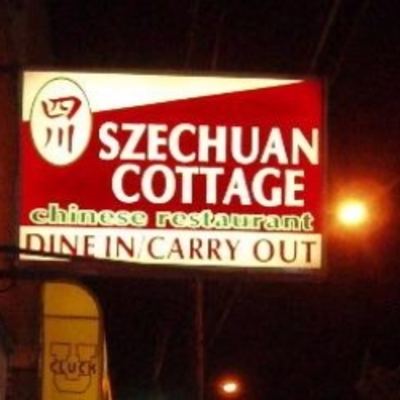 四川
SZECHUAN
COTTAGE
chinese restaurant
DINE IN/CARRY OUT
U
CLUCK